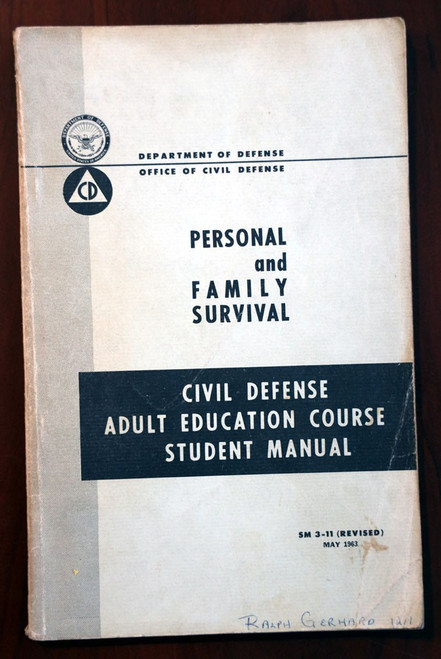 DEPARTMENT OF DEFENSE
OFFICE OF CIVIL DEFENSE
CD
PERSONAL
and
FAMILY
SURVIVAL
CIVIL DEFENSE
ADULT EDUCATION COURSE
STUDENT MANUAL
SM 3-11 (REVISED)
MAY 1963
RALPH GERHARD